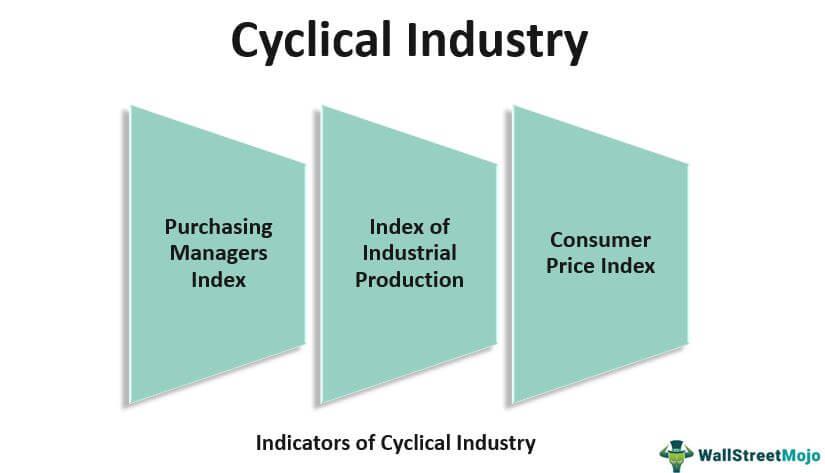 Cyclical Industry
Purchasing
Managers
Index
Index of
Industrial
Production
Consumer
Price Index
Indicators of Cyclical Industry
WallStreetMojo